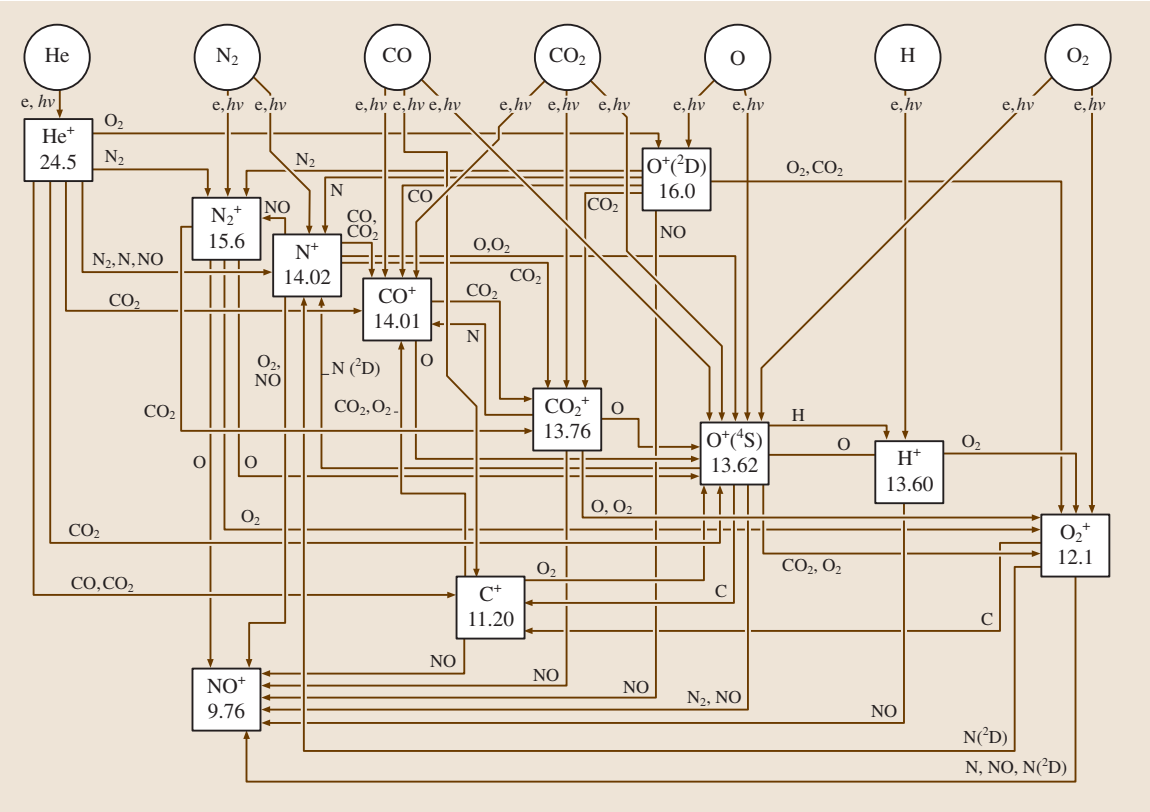 He
N₂
CO
CO₂
O
H
O₂
e, hν
e,hν
e,hν
e,hν
e,hν
e,hν
e,hν
e,hν
e,hν
e,hν
e,hν
e,hν
e,hν
e,hν
He⁺
24.5
O₂
N₂
N₂
O⁺(²D)
16.0
O₂, CO₂
N
CO
CO₂
NO
N₂⁺
15.6
NO
CO,
CO₂
N⁺
14.02
O,O₂
CO₂
N₂, N, NO
CO₂
CO⁺
14.01
CO₂
N
O
O₂,
NO
N (²D)
CO₂, O₂
CO₂
CO₂⁺
13.76
O
O⁺(⁴S)
13.62
H
O
H⁺
13.60
O₂
O
O
O₂
O, O₂
CO₂
O₂⁺
12.1
CO₂, O₂
CO, CO₂
C⁺
11.20
O₂
C
C
NO
NO
NO
N₂, NO
NO
NO⁺
9.76
N(²D)
N, NO, N(²D)